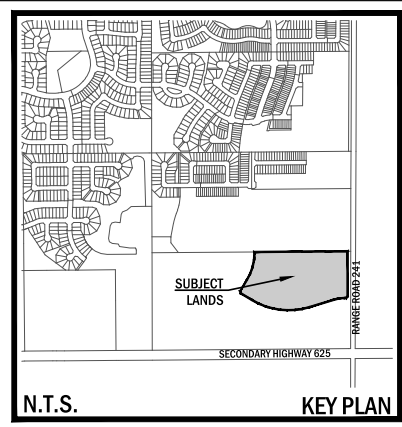 SUBJECT
LANDS
RANGE ROAD 241
SECONDARY HIGHWAY 625
N.T.S.
KEY PLAN